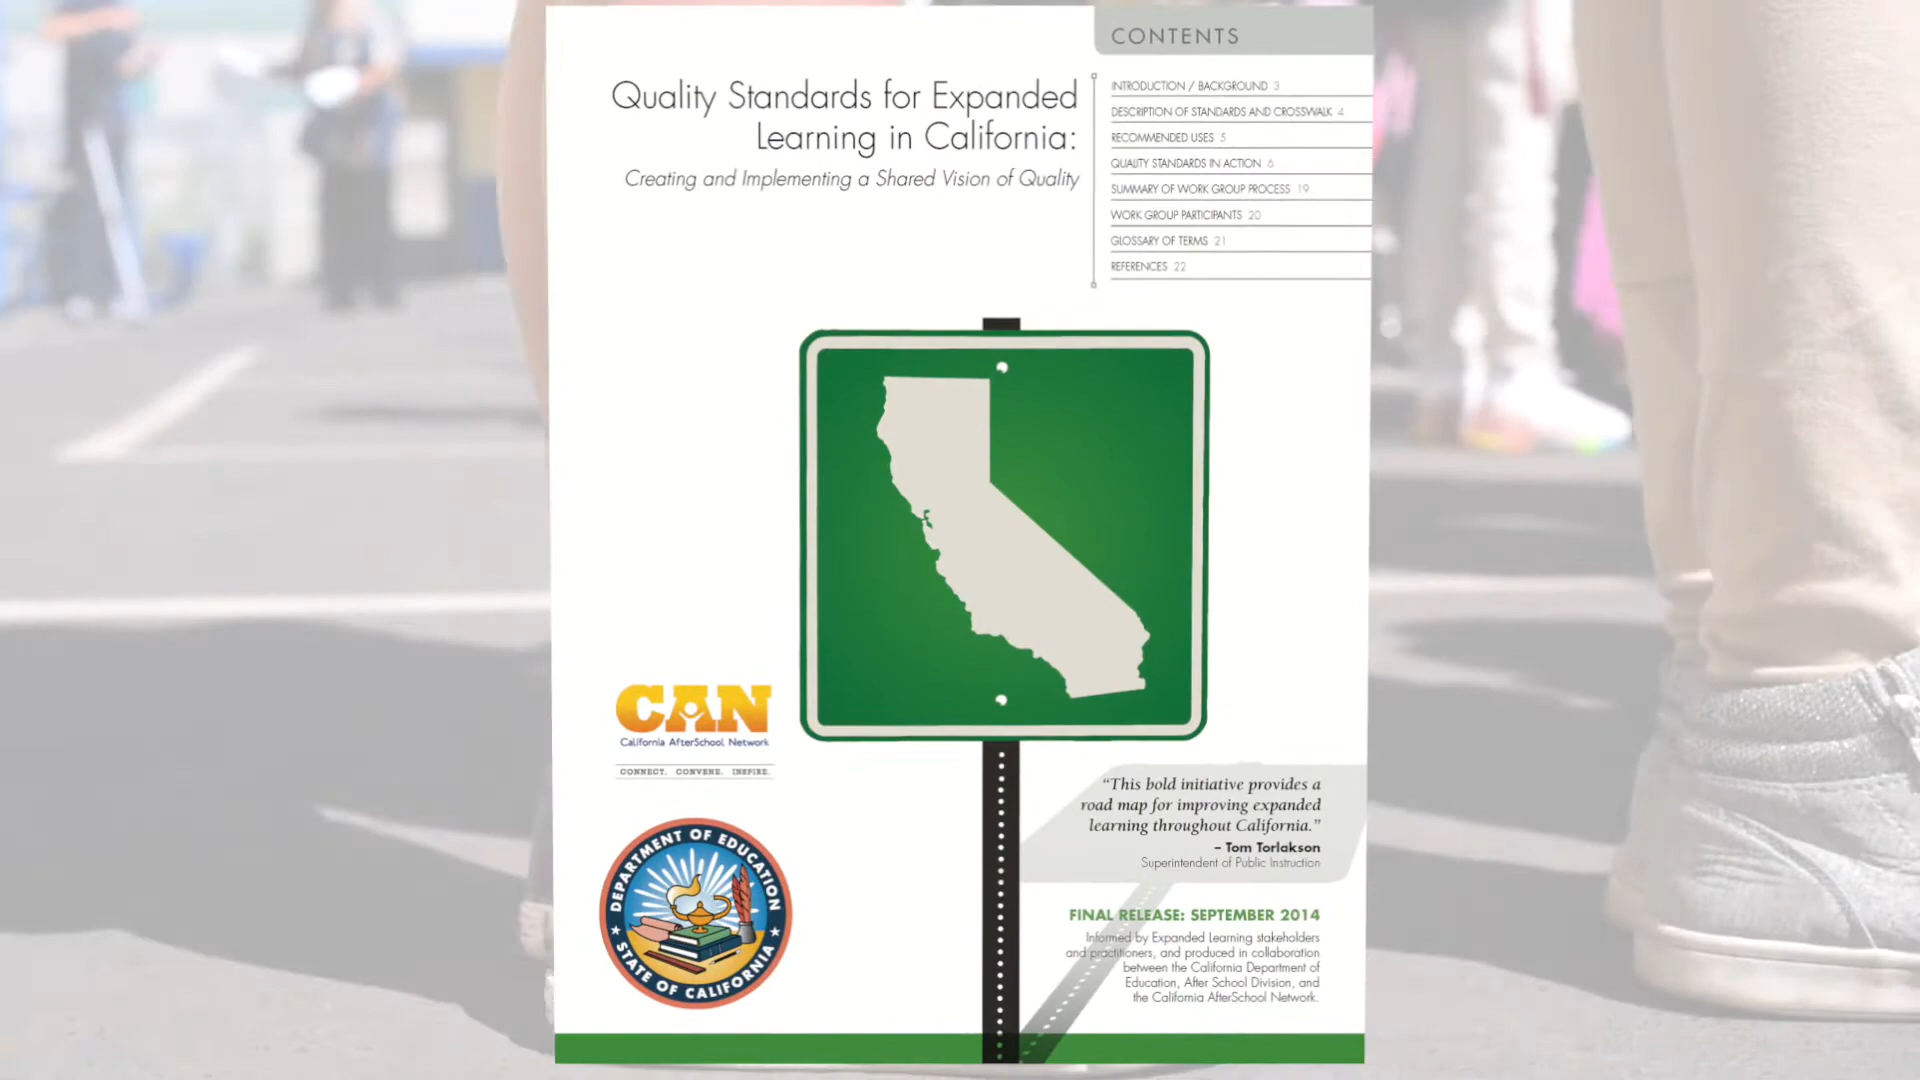 CONTENTS
Quality Standards for Expanded
Learning in California:
Creating and Implementing a Shared Vision of Quality
INTRODUCTION / BACKGROUND 3
DESCRIPTION OF STANDARDS AND CROSSWALK 4
RECOMMENDED USES 5
QUALITY STANDARDS IN ACTION 6
SUMMARY OF WORK GROUP PROCESS 19
WORK GROUP PARTICIPANTS 20
GLOSSARY OF TERMS 21
REFERENCES 22
CAN
California AfterSchool Network
CONNECT. CONVENE. INSPIRE.
DEPARTMENT OF EDUCATION
STATE OF CALIFORNIA
“This bold initiative provides a
road map for improving expanded
learning throughout California.”
– Tom Torlakson
Superintendent of Public Instruction
FINAL RELEASE: SEPTEMBER 2014
Informed by Expanded Learning stakeholders
and practitioners, and produced in collaboration
between the California Department of
Education, After School Division, and
the California AfterSchool Network.